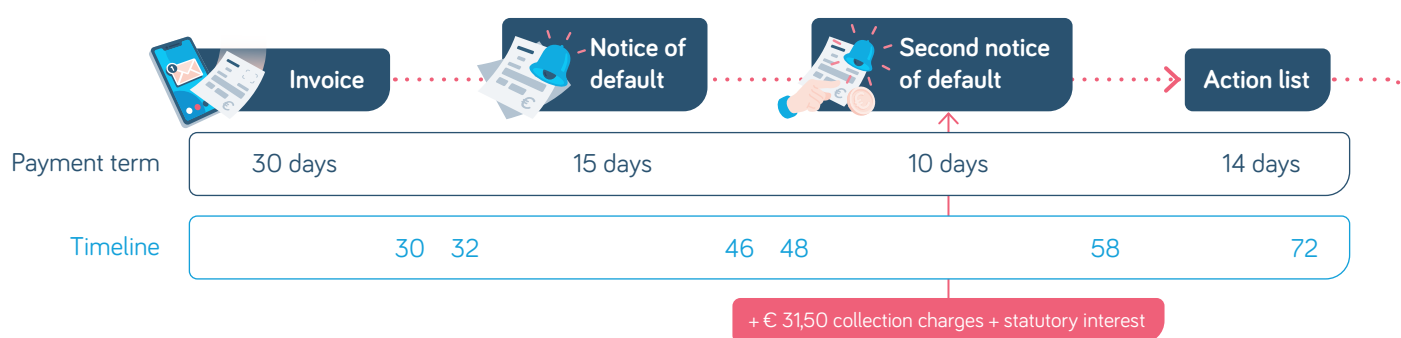 Invoice
Notice of
default
Second notice
of default
Action list
Payment term
30 days
15 days
10 days
14 days
Timeline
30
32
46
48
58
72
+ € 31,50 collection charges + statutory interest